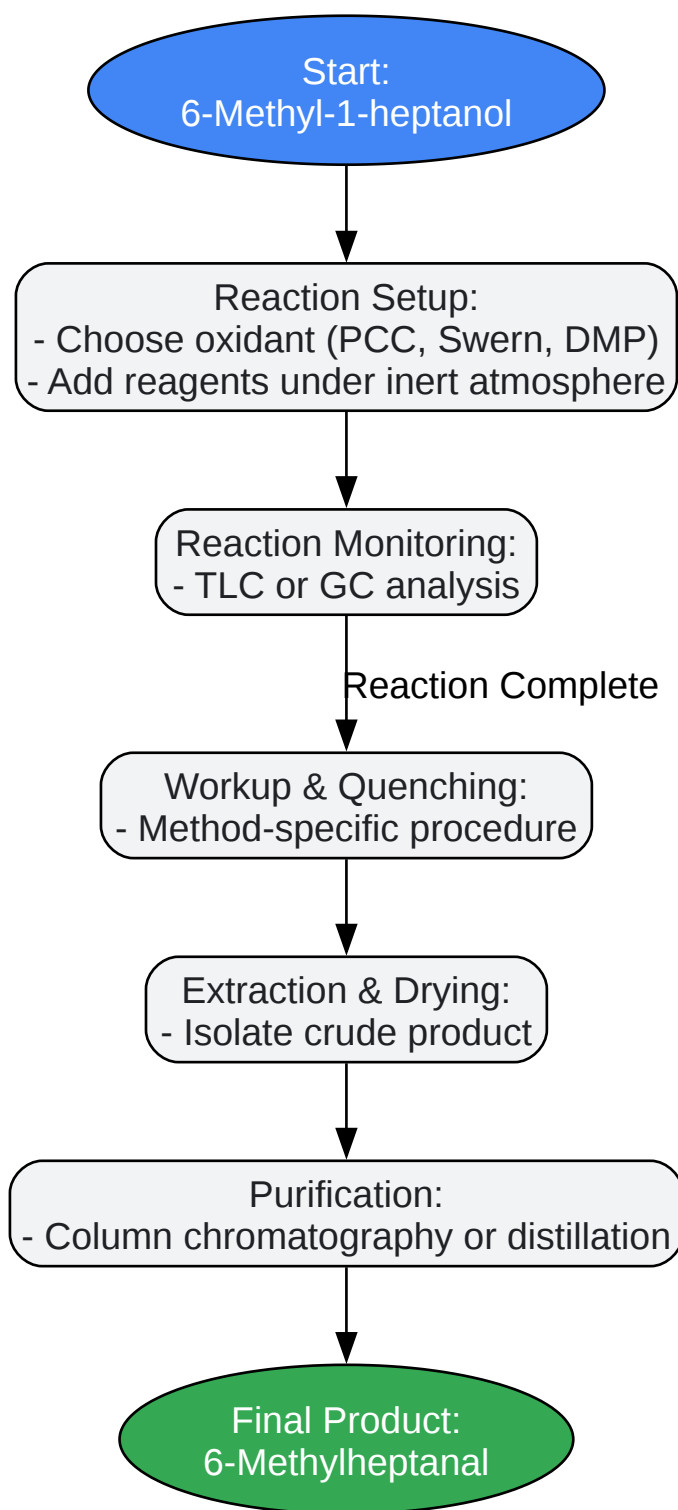 Start:
6-Methyl-1-heptanol
Reaction Setup:
- Choose oxidant (PCC, Swern, DMP)
- Add reagents under inert atmosphere
Reaction Monitoring:
- TLC or GC analysis
Reaction Complete
Workup & Quenching:
- Method-specific procedure
Extraction & Drying:
- Isolate crude product
Purification:
- Column chromatography or distillation
Final Product:
6-Methylheptanal